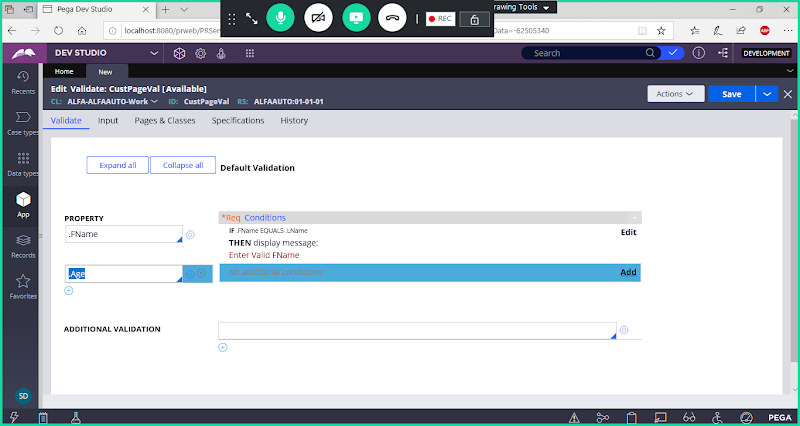 Pega Dev Studio
rawing Tools
REC
localhost:8080/prweb/PRSer
Data=-62505340
ABP
DEV STUDIO
Search
DEVELOPMENT
Home
New
Recents
Edit Validate: CustPageVal [Available]
CL: ALFA-ALFAAUTO-Work ID: CustPageVal RS: ALFAAUTO:01-01-01
Actions
Save
Case types
Validate
Input
Pages & Classes
Specifications
History
Data types
Expand all
Collapse all
Default Validation
App
PROPERTY
*Req Conditions
.FName
IF .FName EQUALS .LName
Edit
THEN display message:
Enter Valid FName
Records
.Age
No additional conditions
Add
Favorites
ADDITIONAL VALIDATION
SD
PEGA